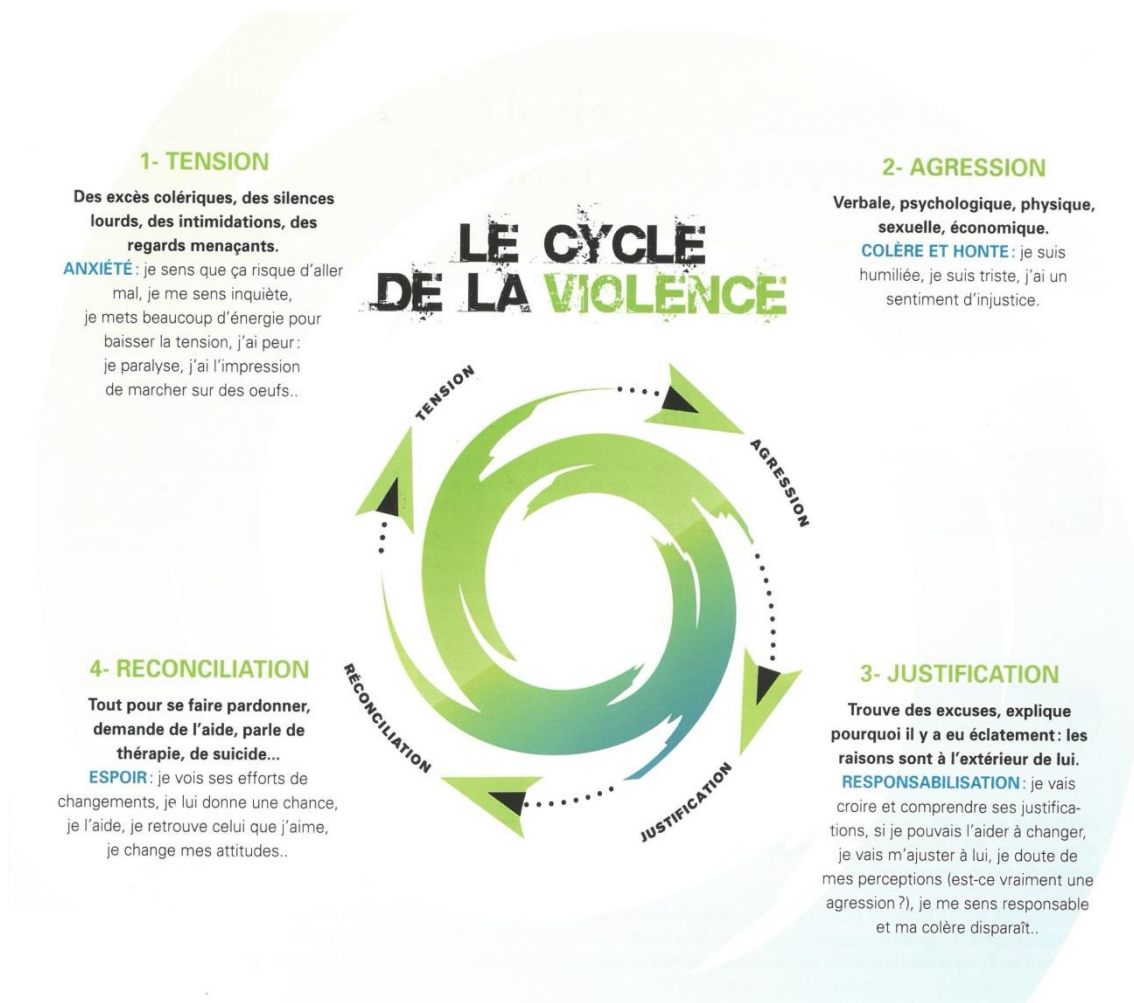 1- TENSION
Des excès colériques, des silences
lourds, des intimidations, des
regards menaçants.
ANXIÉTÉ : je sens que ça risque d'aller
mal, je me sens inquiète,
je mets beaucoup d'énergie pour
baisser la tension, j'ai peur :
je paralyse, j'ai l'impression
de marcher sur des oeufs..
LE CYCLE
DE LA VIOLENCE
2- AGRESSION
Verbale, psychologique, physique,
sexuelle, économique.
COLÈRE ET HONTE : je suis
humiliée, je suis triste, j'ai un
sentiment d'injustice.
TENSION
AGRESSION
JUSTIFICATION
RÉCONCILIATION
4- RECONCILIATION
Tout pour se faire pardonner,
demande de l'aide, parle de
thérapie, de suicide...
ESPOIR : je vois ses efforts de
changements, je lui donne une chance,
je l'aide, je retrouve celui que j'aime,
je change mes attitudes..
3- JUSTIFICATION
Trouve des excuses, explique
pourquoi il y a eu éclatement : les
raisons sont à l'extérieur de lui.
RESPONSABILISATION : je vais
croire et comprendre ses justifica-
tions, si je pouvais l'aider à changer,
je vais m'ajuster à lui, je doute de
mes perceptions (est-ce vraiment une
agression ?), je me sens responsable
et ma colère disparaît..